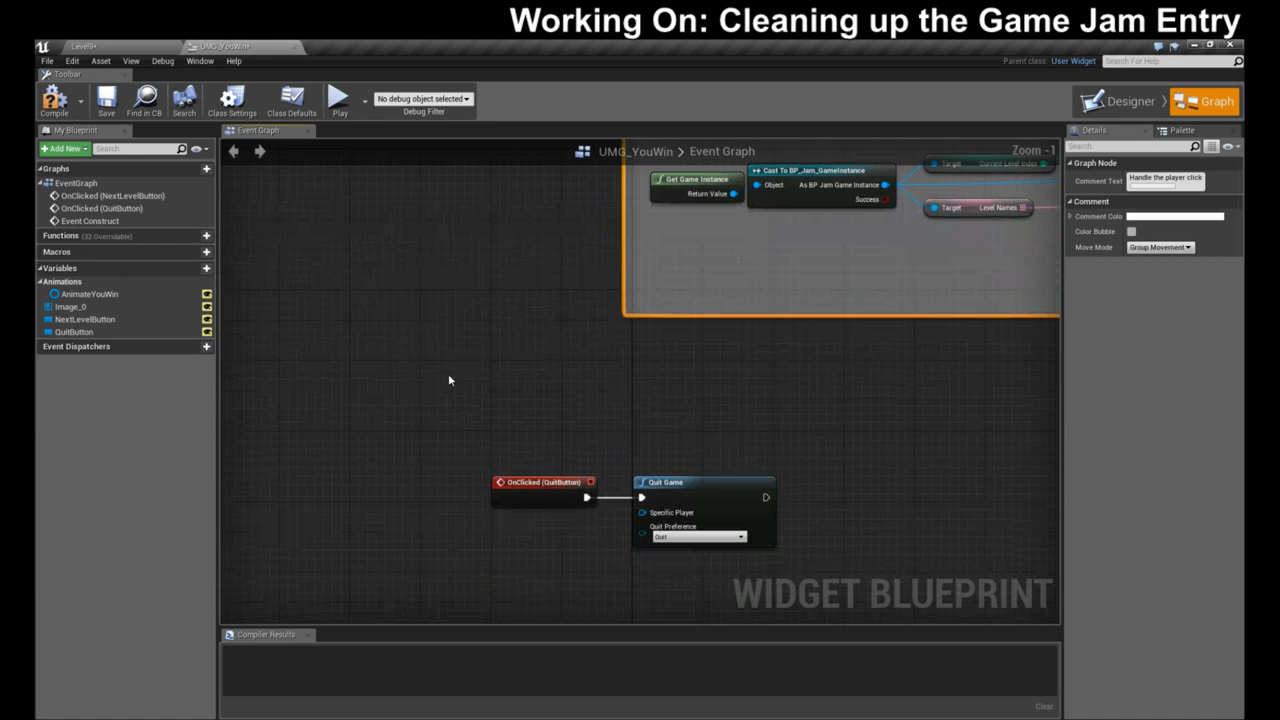 Working On: Cleaning up the Game Jam Entry
Level9*
UMG_YouWin*
File Edit Asset View Debug Window Help
Parent class: User Widget
Search For Help
Toolbar
Compile
Save
Find in CB
Search
Class Settings
Class Defaults
Play
No debug object selected
Debug Filter
Designer
Graph
My Blueprint
Add New
Search
Graphs
EventGraph
OnClicked (NextLevelButton)
OnClicked (QuitButton)
Event Construct
Functions (32 Overridable)
Macros
Variables
Animations
AnimateYouWin
Image_0
NextLevelButton
QuitButton
Event Dispatchers
Event Graph
UMG_YouWin > Event Graph
Zoom -1
Get Game Instance
Return Value
Cast To BP_Jam_GameInstance
Object As BP Jam Game Instance
Success
Target Current Level Index
Target Level Names
OnClicked (QuitButton)
Quit Game
Specific Player
Quit Preference
Quit
WIDGET BLUEPRINT
Compiler Results
Clear
Details
Palette
Search
Graph Node
Comment Text
Handle the player click
Comment
Comment Colo
Color Bubble
Move Mode
Group Movement